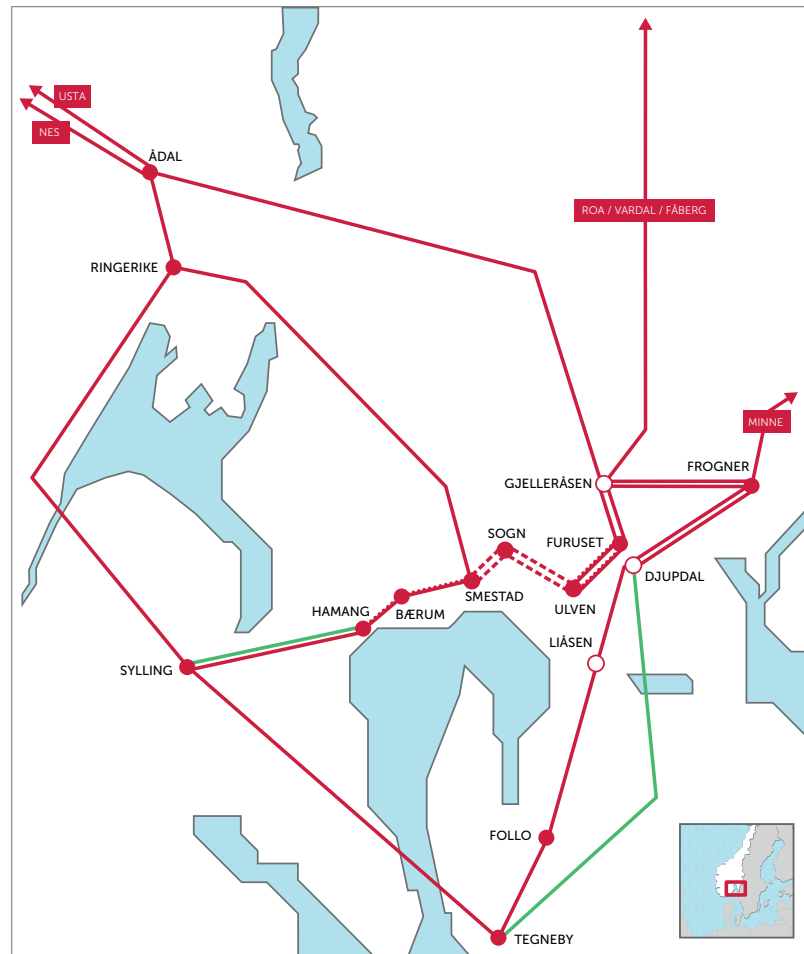 USTA
NES
ÅDAL
ROA / VARDAL / FÅBERG
RINGERIKE
MINNE
FROGNER
GJELLERÅSEN
SOGN
FURUSET
DJUPDAL
SMESTAD
ULVEN
BÆRUM
HAMANG
LIÅSEN
SYLLING
FOLLO
TEGNEBY